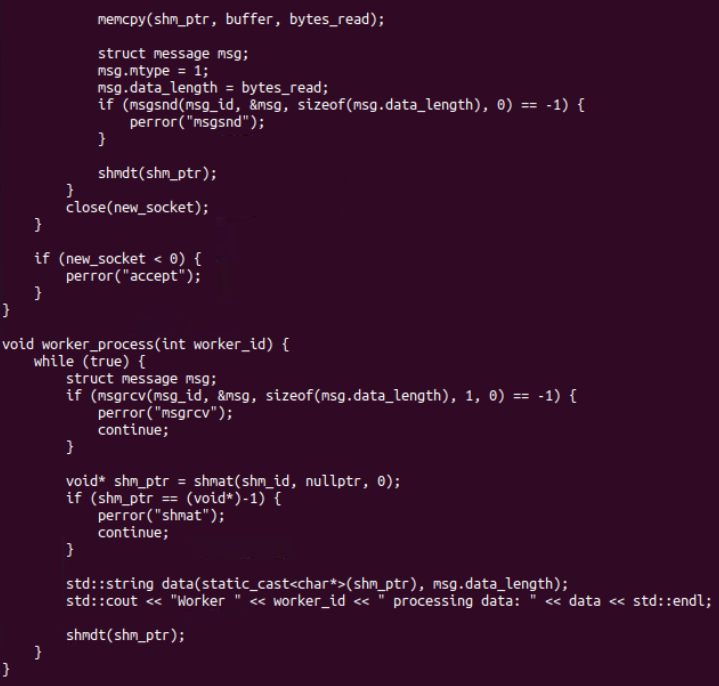 memcpy(shm_ptr, buffer, bytes_read);

            struct message msg;
            msg.mtype = 1;
            msg.data_length = bytes_read;
            if (msgsnd(msg_id, &msg, sizeof(msg.data_length), 0) == -1) {
                perror("msgsnd");
            }

            shmdt(shm_ptr);
        }
        close(new_socket);
    }

    if (new_socket < 0) {
        perror("accept");
    }
}

void worker_process(int worker_id) {
    while (true) {
        struct message msg;
        if (msgrcv(msg_id, &msg, sizeof(msg.data_length), 1, 0) == -1) {
            perror("msgrcv");
            continue;
        }

        void* shm_ptr = shmat(shm_id, nullptr, 0);
        if (shm_ptr == (void*)-1) {
            perror("shmat");
            continue;
        }

        std::string data(static_cast<char*>(shm_ptr), msg.data_length);
        std::cout << "Worker " << worker_id << " processing data: " << data << std::endl;

        shmdt(shm_ptr);
    }
}